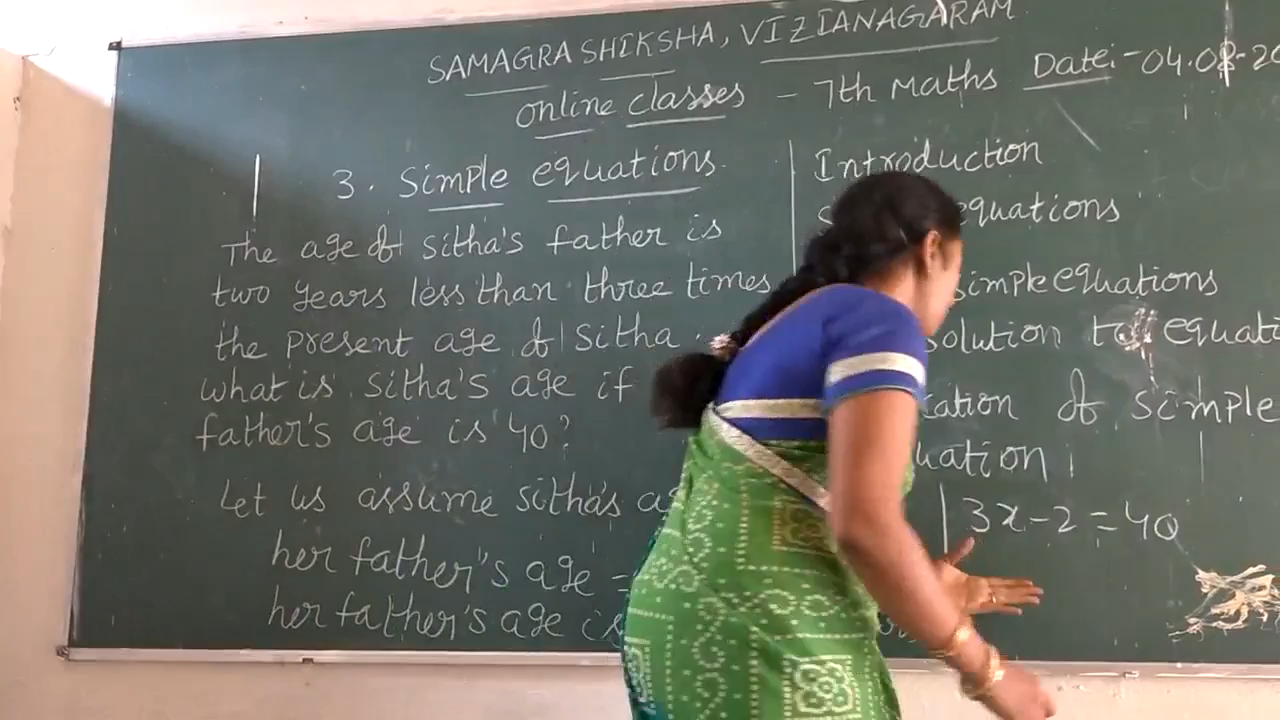 SAMAGRA SHIKSHA, VIZIANAGARAM
online classes - 7th Maths Date:-04.08-20
3. Simple equations
The age of sitha's father is
two years less than three times
the present age of sitha.
what is sitha's age if
father's age is 40?
Let us assume sitha's
her father's age =
her father's age is
Introduction
equations
simple equations
solution to equati
of simple
3x-2=40